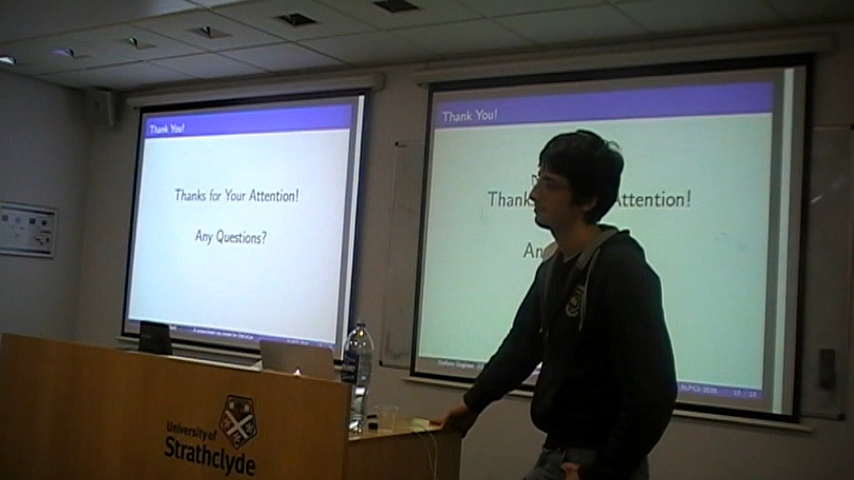 Thank You!
Thanks for Your Attention!
Any Questions?
Thank You!
Thank Attention!
An
University of
Strathclyde